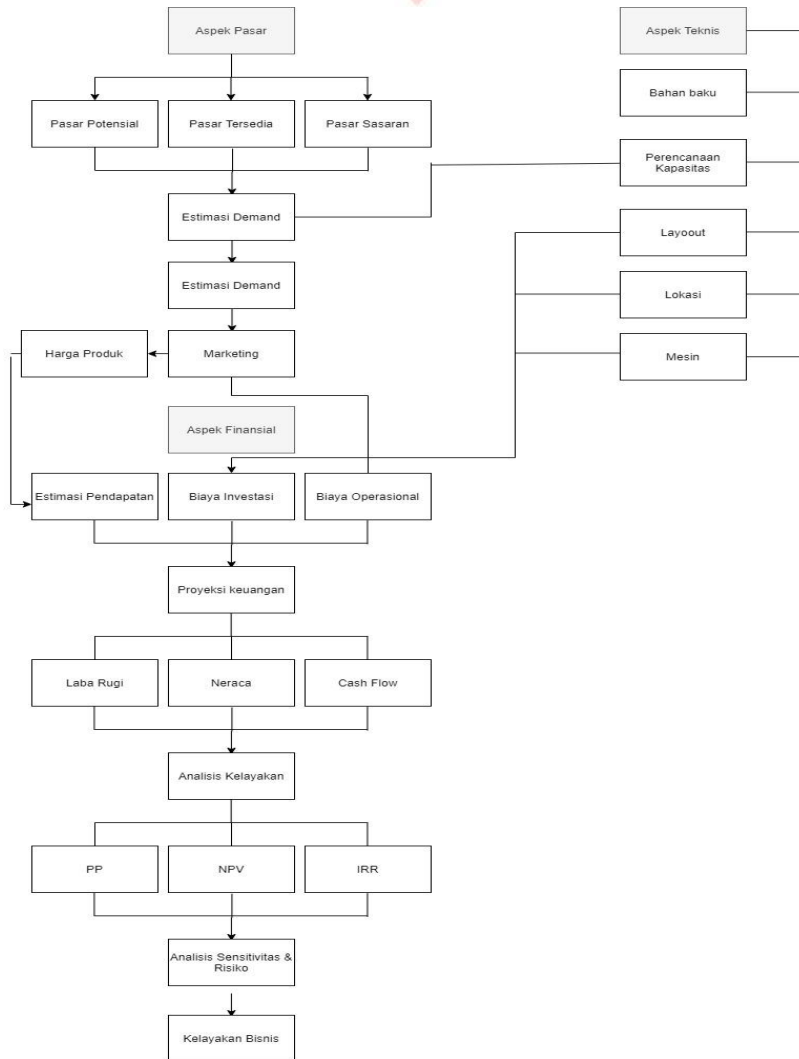 Aspek Pasar
Aspek Teknis
Bahan baku
Pasar Potensial
Pasar Tersedia
Pasar Sasaran
Perencanaan
Kapasitas
Estimasi Demand
Layoout
Estimasi Demand
Lokasi
Harga Produk
Marketing
Mesin
Aspek Finansial
Estimasi Pendapatan
Biaya Investasi
Biaya Operasional
Proyeksi keuangan
Laba Rugi
Neraca
Cash Flow
Analisis Kelayakan
PP
NPV
IRR
Analisis Sensitivitas &
Risiko
Kelayakan Bisnis